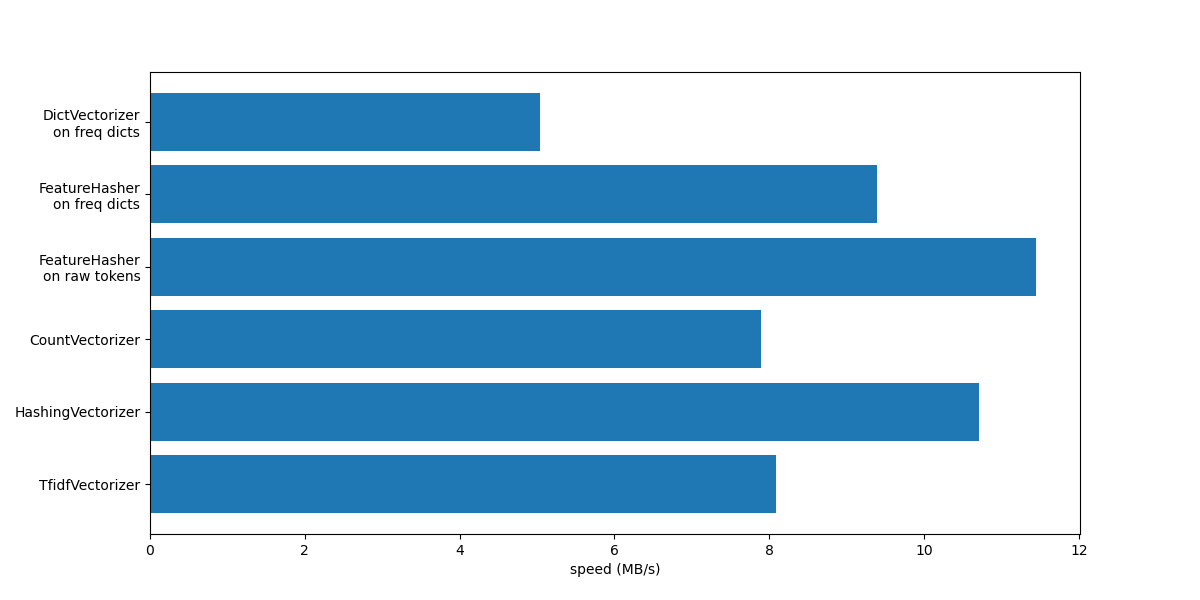 DictVectorizer
on freq dicts
FeatureHasher
on freq dicts
FeatureHasher
on raw tokens
CountVectorizer
HashingVectorizer
TfidfVectorizer
0 2 4 6 8 10 12
speed (MB/s)